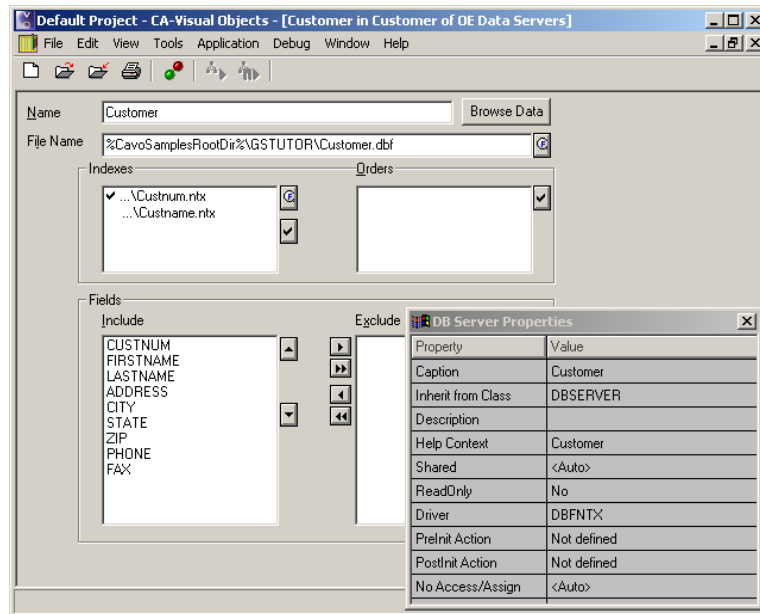 Default Project - CA-Visual Objects - [Customer in Customer of OE Data Servers]
File Edit View Tools Application Debug Window Help
Name Customer Browse Data
File Name %CavoSamplesRootDir%\GSTUTOR\Customer.dbf
Indexes Orders
...\Custnum.ntx
...\Custname.ntx
Fields
Include Exclude
CUSTNUM
FIRSTNAME
LASTNAME
ADDRESS
CITY
STATE
ZIP
PHONE
FAX
DB Server Properties
Property Value
Caption Customer
Inherit from Class DBSERVER
Description
Help Context Customer
Shared <Auto>
ReadOnly No
Driver DBFNTX
PreInit Action Not defined
PostInit Action Not defined
No Access/Assign <Auto>